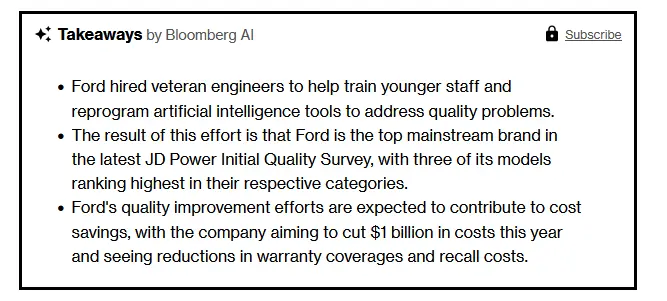 Takeaways by Bloomberg AI
Subscribe
• Ford hired veteran engineers to help train younger staff and
reprogram artificial intelligence tools to address quality problems.
• The result of this effort is that Ford is the top mainstream brand in
the latest JD Power Initial Quality Survey, with three of its models
ranking highest in their respective categories.
• Ford's quality improvement efforts are expected to contribute to cost
savings, with the company aiming to cut $1 billion in costs this year
and seeing reductions in warranty coverages and recall costs.